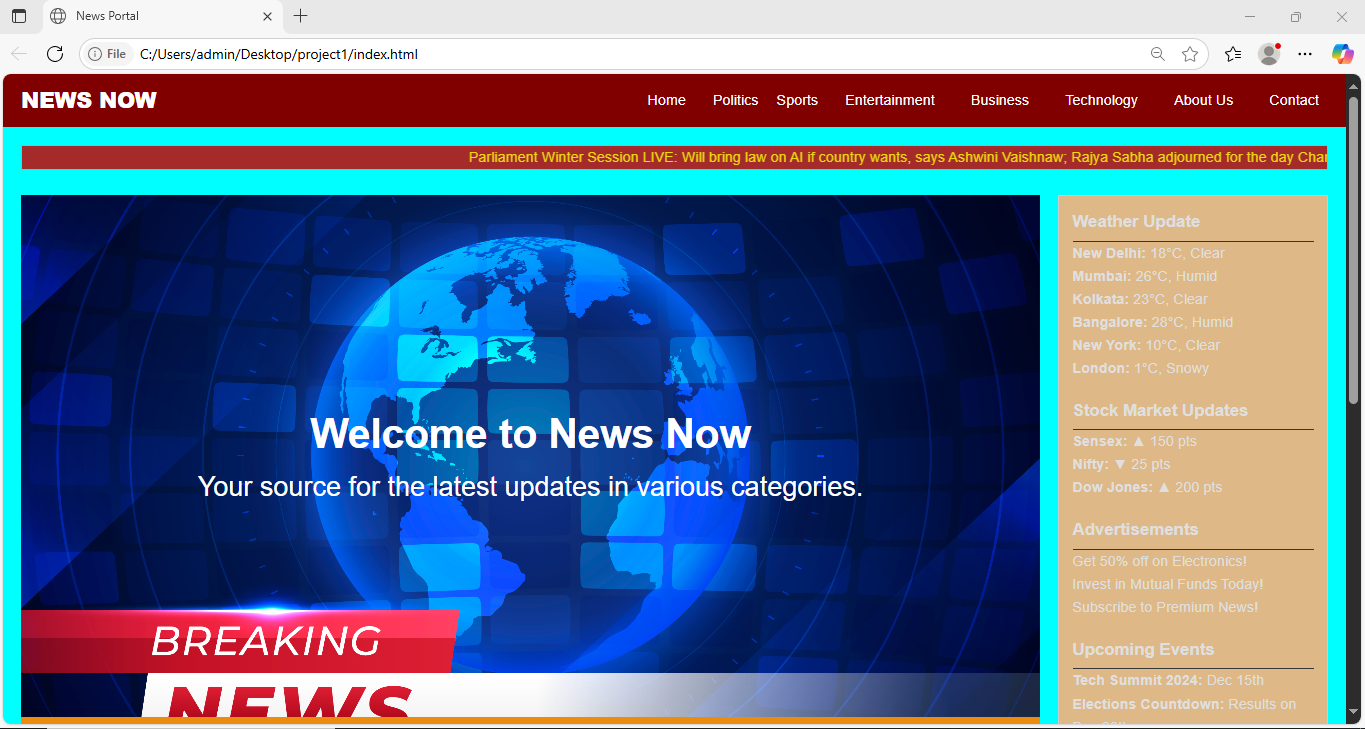 News Portal
File C:/Users/admin/Desktop/project1/index.html
NEWS NOW Home Politics Sports Entertainment Business Technology About Us Contact
Parliament Winter Session LIVE: Will bring law on AI if country wants, says Ashwini Vaishnaw; Rajya Sabha adjourned for the day
Welcome to News Now
Your source for the latest updates in various categories.
BREAKING
NEWS
Weather Update
New Delhi: 18°C, Clear
Mumbai: 26°C, Humid
Kolkata: 23°C, Clear
Bangalore: 28°C, Humid
New York: 10°C, Clear
London: 1°C, Snowy
Stock Market Updates
Sensex: ▲ 150 pts
Nifty: ▼ 25 pts
Dow Jones: ▲ 200 pts
Advertisements
Get 50% off on Electronics!
Invest in Mutual Funds Today!
Subscribe to Premium News!
Upcoming Events
Tech Summit 2024: Dec 15th
Elections Countdown: Results on